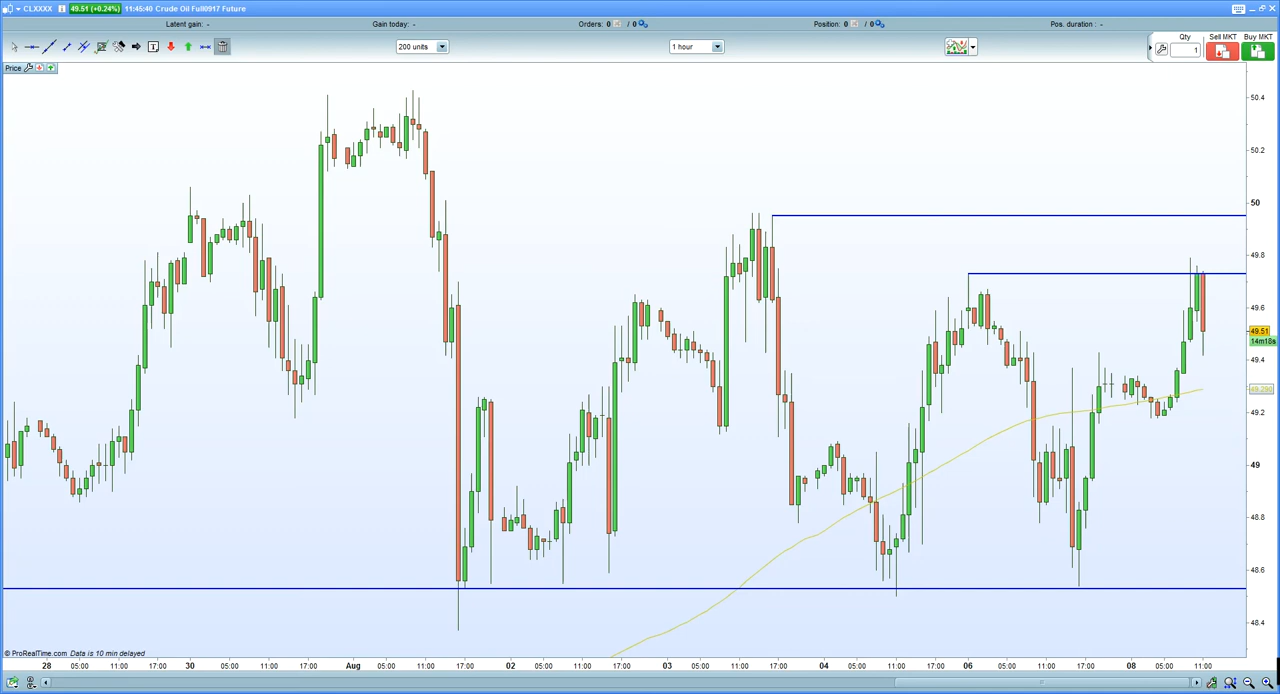 CLXXXX 49.51 (+0.24%) 11:45:40 Crude Oil Full0917 Future
Latent gain: - Gain today: - Orders: 0 / 0 Position: 0 / 0 Pos. duration : -
200 units 1 hour Qty 1 Sell MKT Buy MKT
Price
50.4
50.2
50
49.8
49.6
49.51
14m18s
49.4
49.290
49.2
49
48.8
48.6
48.4
© ProRealTime.com Data is 10 min delayed
28 05:00 11:00 17:00 30 05:00 11:00 17:00 Aug 05:00 11:00 17:00 02 05:00 11:00 17:00 03 05:00 11:00 17:00 04 05:00 11:00 17:00 06 05:00 11:00 17:00 08 05:00 11:00